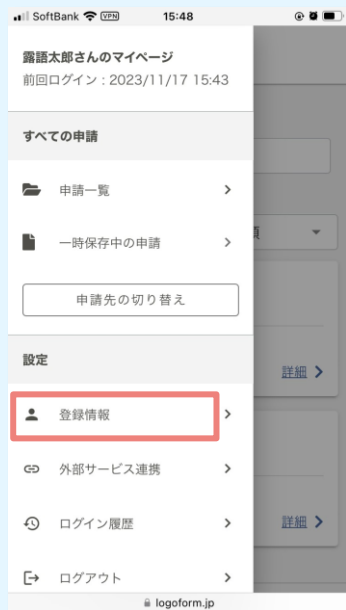 SoftBank VPN 15:48
露語太郎さんのマイページ
前回ログイン : 2023/11/17 15:43
すべての申請
申請一覧
一時保存中の申請
申請先の切り替え
設定
詳細
登録情報
外部サービス連携
ログイン履歴
詳細
ログアウト
logoform.jp